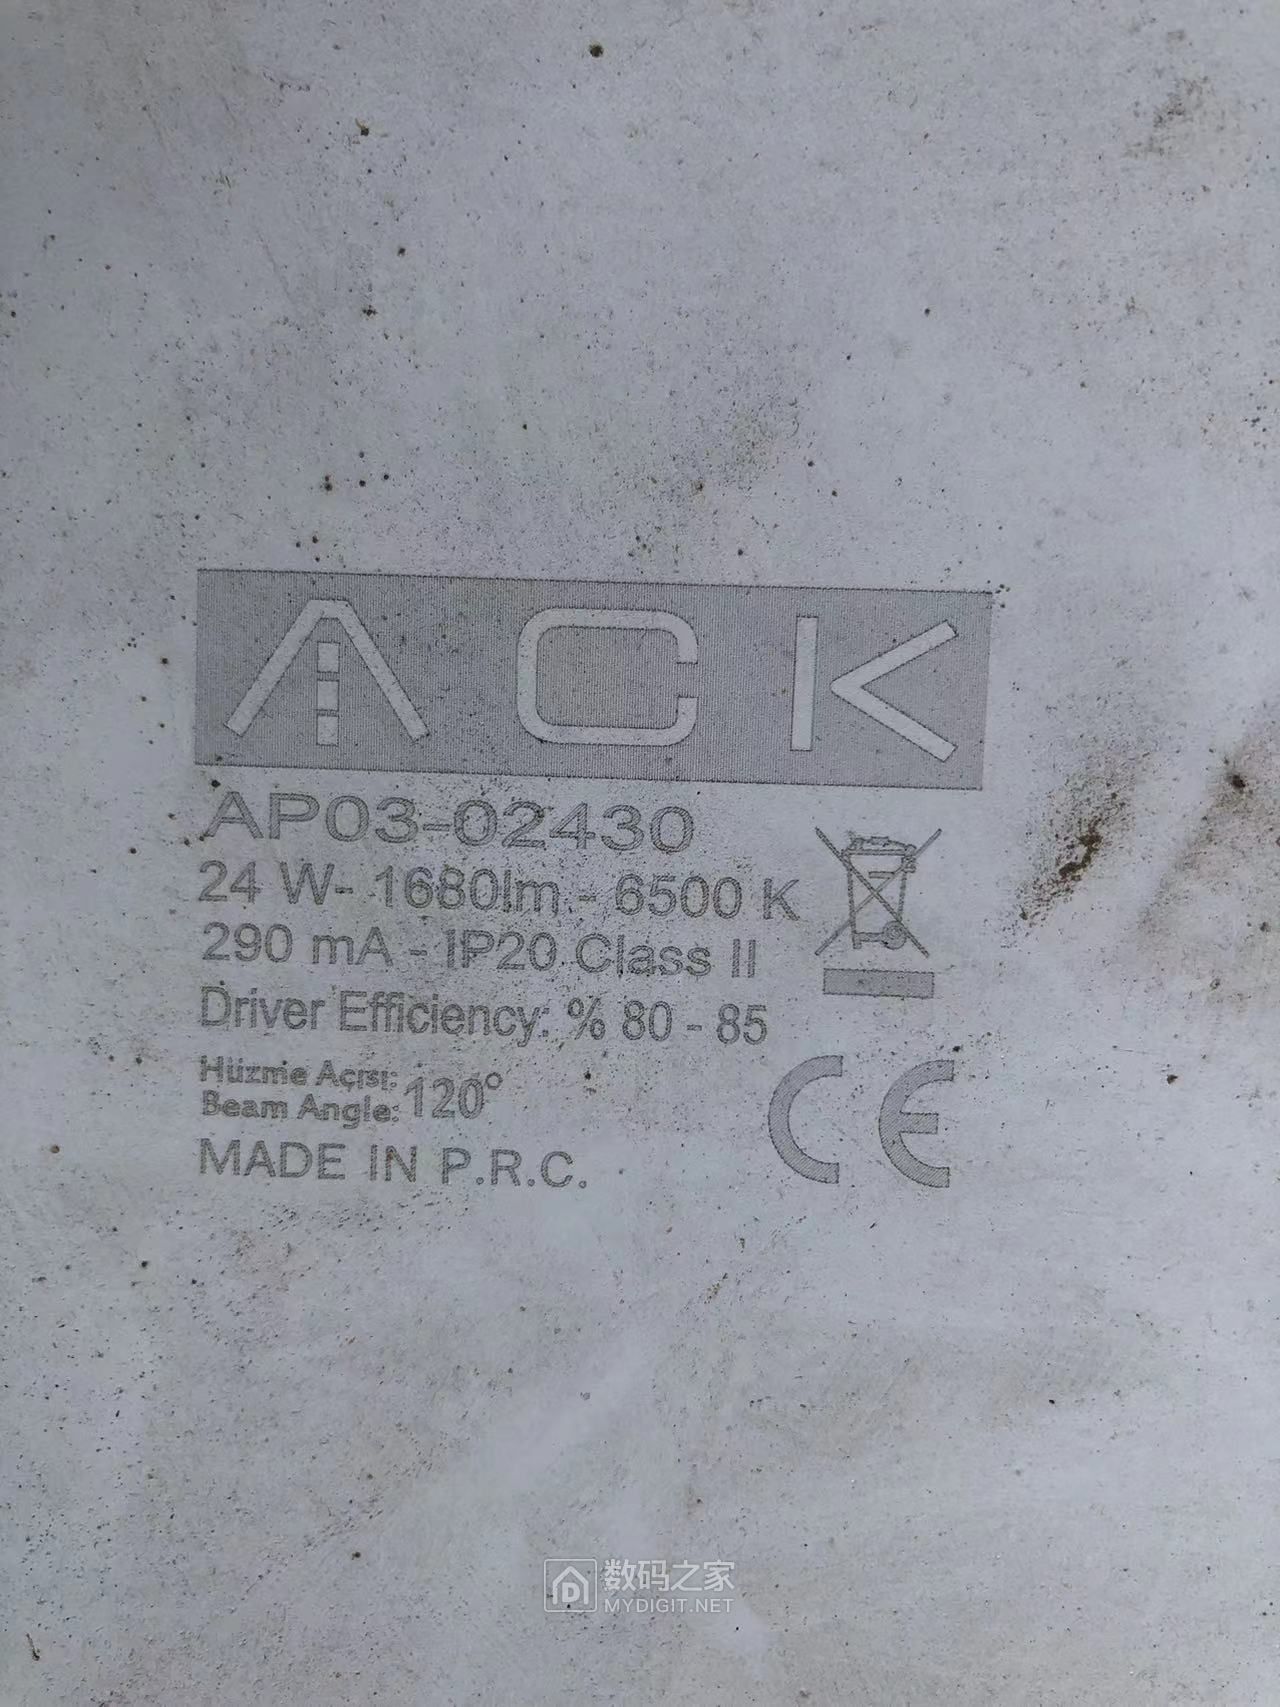 ACK
AP03-02430
24 W- 1680lm - 6500 K
290 mA - IP20 Class II
Driver Efficiency: % 80 - 85
Hüzme Açısı:
Beam Angle: 120°
MADE IN P.R.C.
CE
数码之家
MYDIGIT.NET